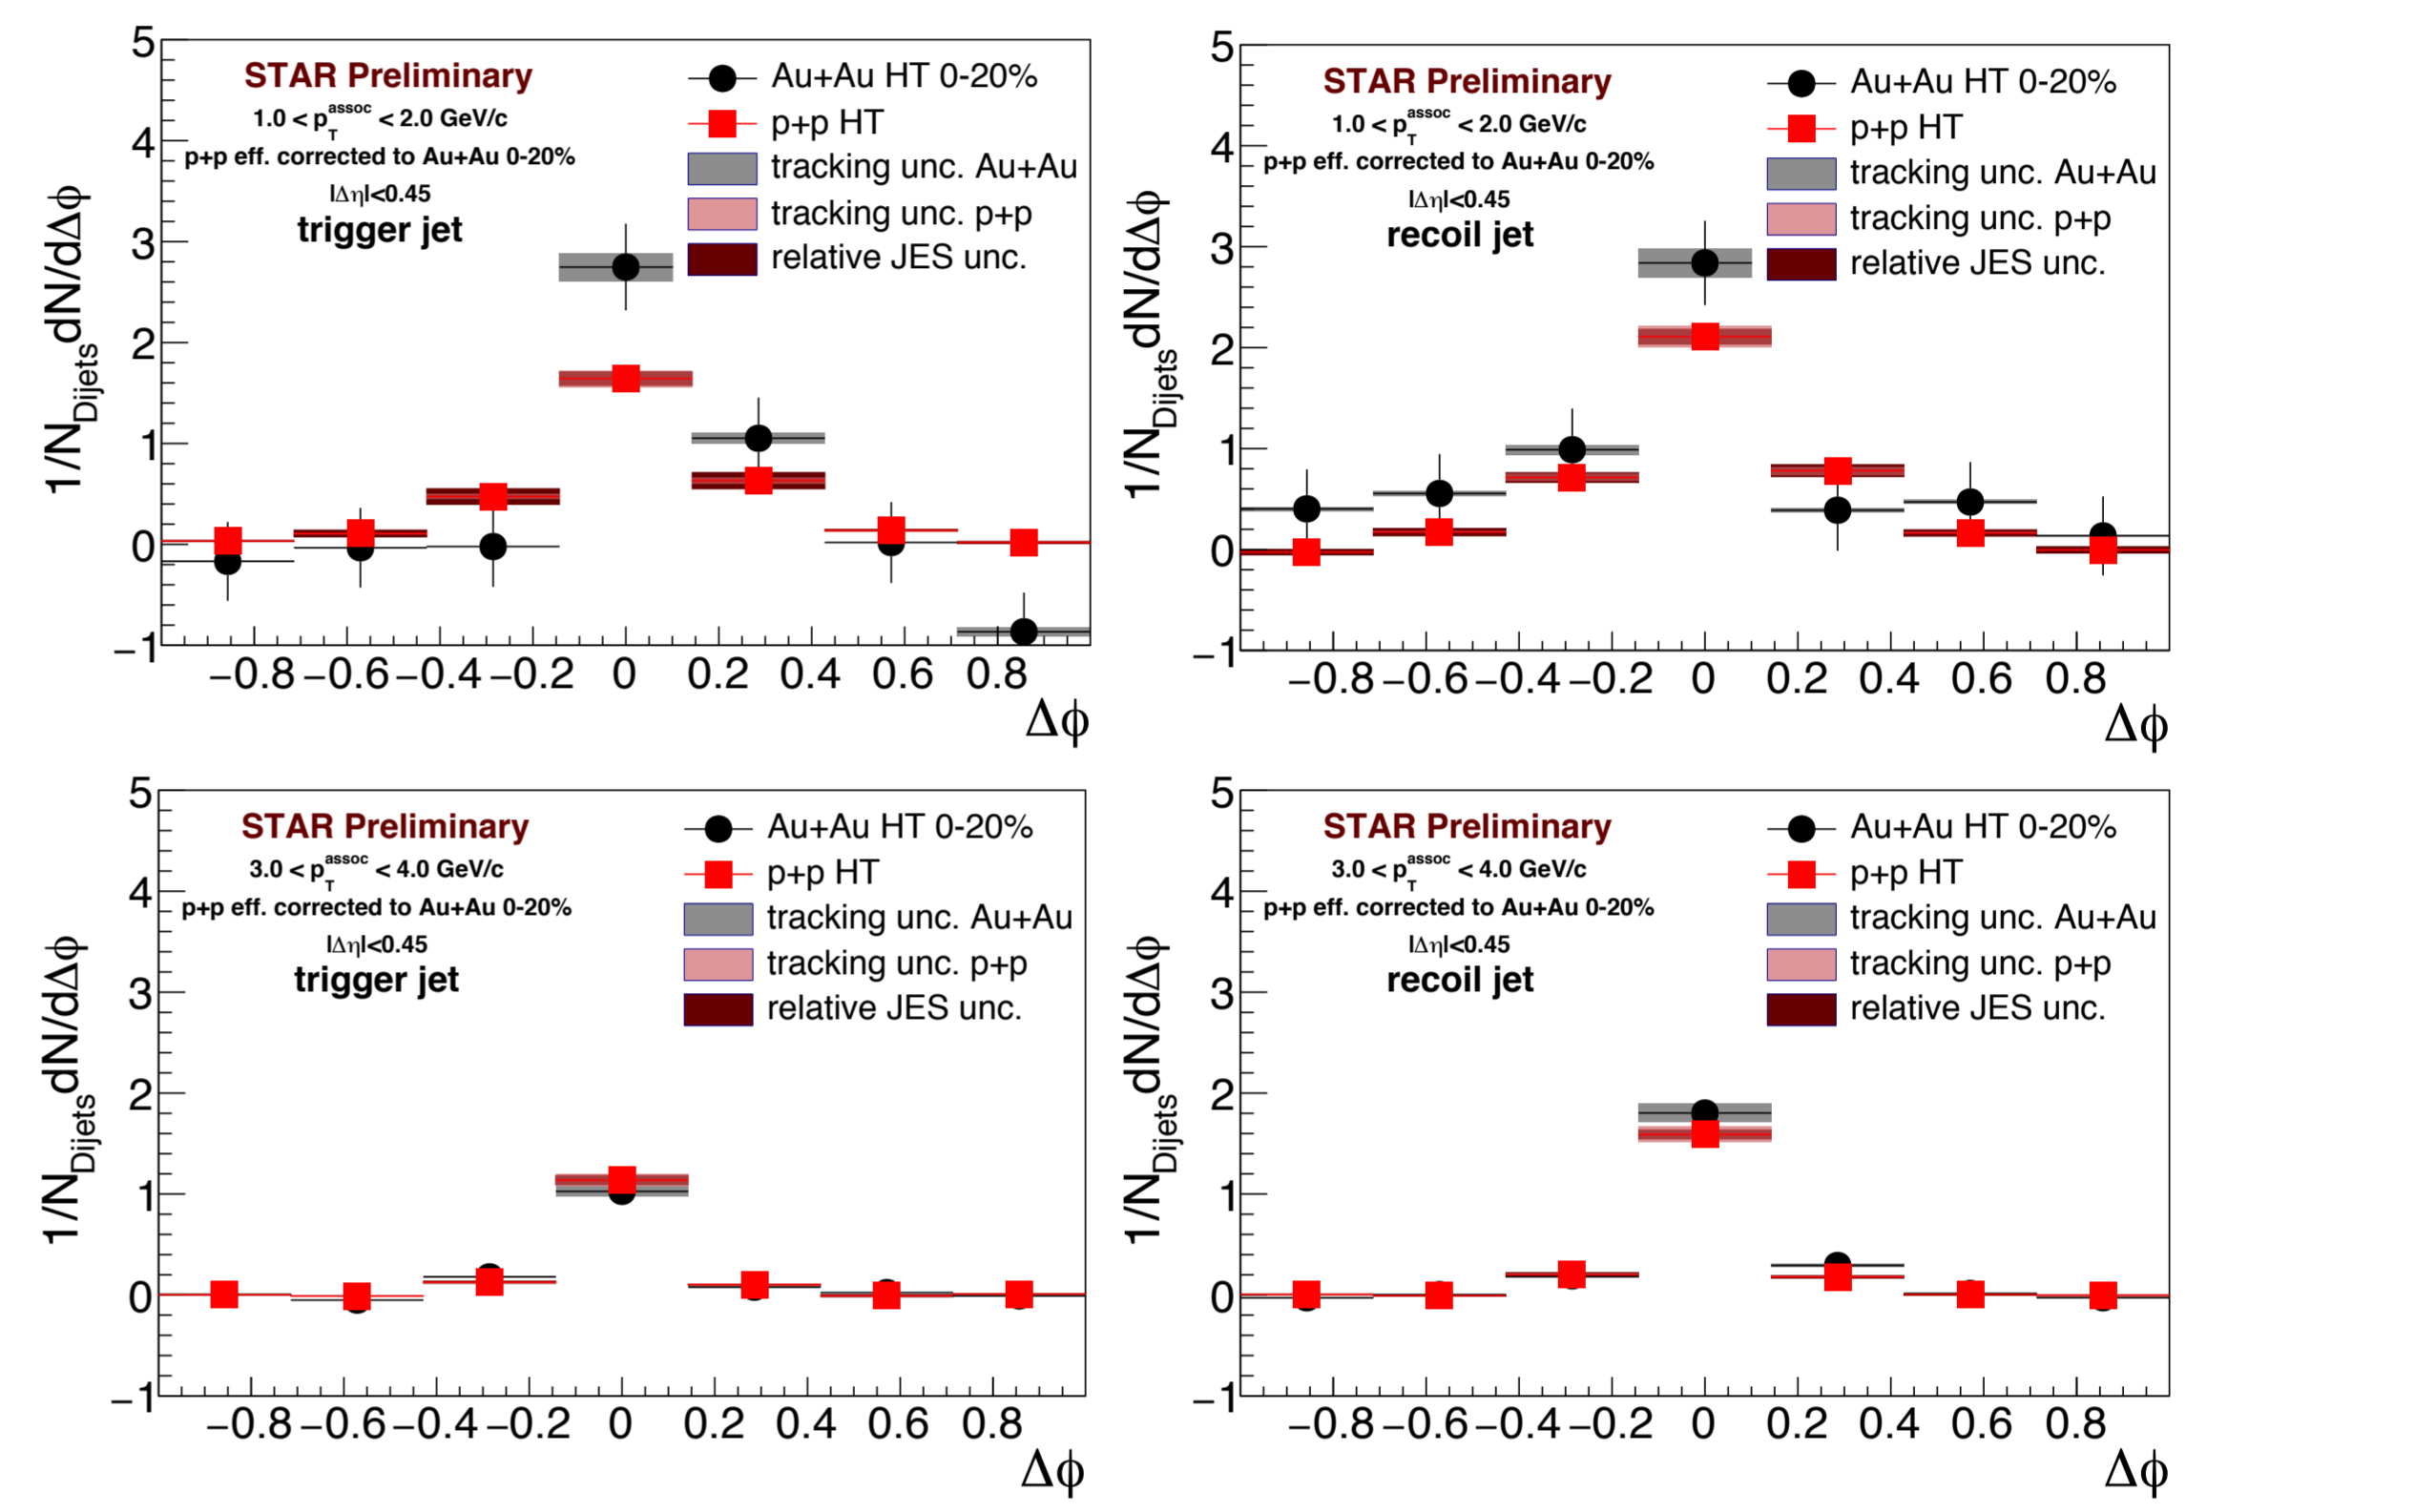 5
4
3
2
1
0
−1
1/N_Dijets dN/dΔϕ
STAR Preliminary
1.0 < p_T^assoc < 2.0 GeV/c
p+p eff. corrected to Au+Au 0-20%
|Δη|<0.45
trigger jet
Au+Au HT 0-20%
p+p HT
tracking unc. Au+Au
tracking unc. p+p
relative JES unc.
−0.8 −0.6 −0.4 −0.2 0 0.2 0.4 0.6 0.8
Δϕ
5
4
3
2
1
0
−1
1/N_Dijets dN/dΔϕ
STAR Preliminary
1.0 < p_T^assoc < 2.0 GeV/c
p+p eff. corrected to Au+Au 0-20%
|Δη|<0.45
recoil jet
Au+Au HT 0-20%
p+p HT
tracking unc. Au+Au
tracking unc. p+p
relative JES unc.
−0.8 −0.6 −0.4 −0.2 0 0.2 0.4 0.6 0.8
Δϕ
5
4
3
2
1
0
−1
1/N_Dijets dN/dΔϕ
STAR Preliminary
3.0 < p_T^assoc < 4.0 GeV/c
p+p eff. corrected to Au+Au 0-20%
|Δη|<0.45
trigger jet
Au+Au HT 0-20%
p+p HT
tracking unc. Au+Au
tracking unc. p+p
relative JES unc.
−0.8 −0.6 −0.4 −0.2 0 0.2 0.4 0.6 0.8
Δϕ
5
4
3
2
1
0
−1
1/N_Dijets dN/dΔϕ
STAR Preliminary
3.0 < p_T^assoc < 4.0 GeV/c
p+p eff. corrected to Au+Au 0-20%
|Δη|<0.45
recoil jet
Au+Au HT 0-20%
p+p HT
tracking unc. Au+Au
tracking unc. p+p
relative JES unc.
−0.8 −0.6 −0.4 −0.2 0 0.2 0.4 0.6 0.8
Δϕ